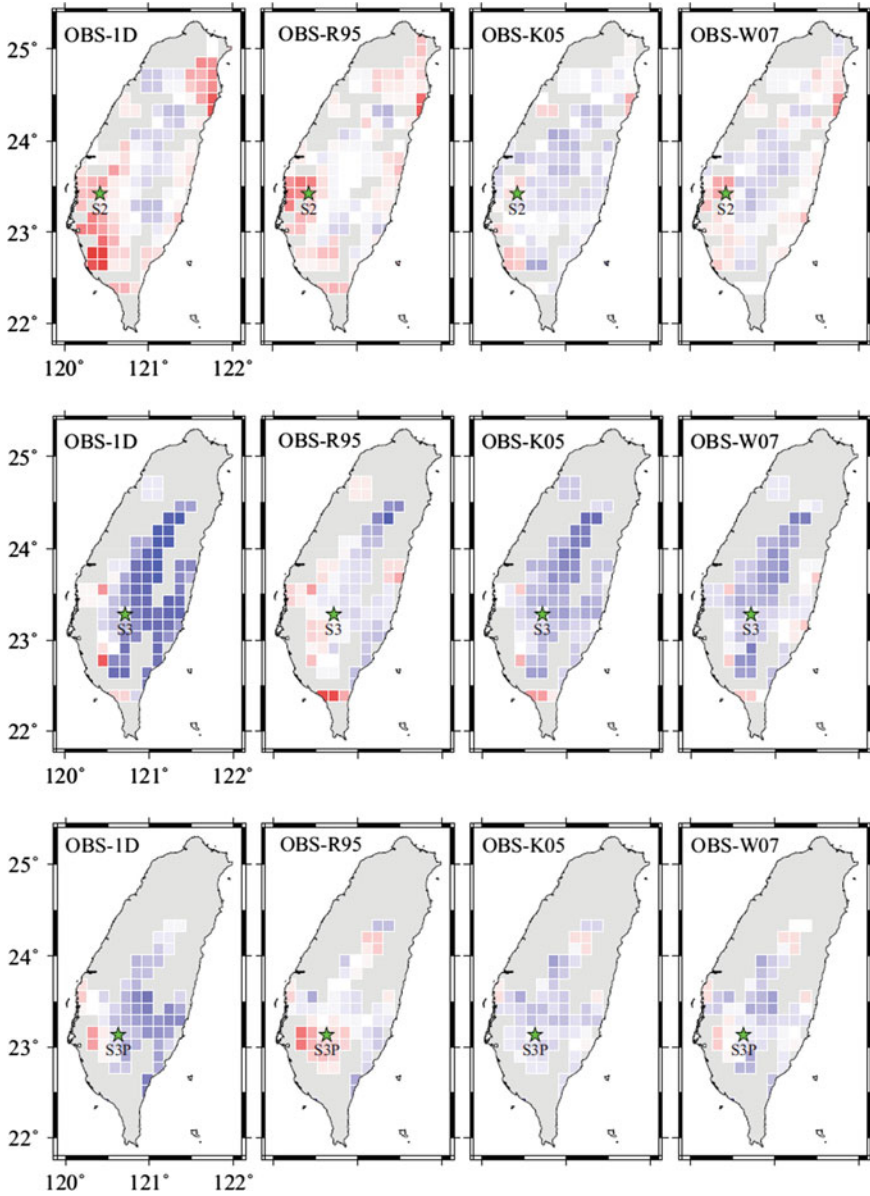 OBS-1D OBS-R95 OBS-K05 OBS-W07
25˚
24˚
23˚
22˚
S2 S2 S2 S2
120˚ 121˚ 122˚
OBS-1D OBS-R95 OBS-K05 OBS-W07
25˚
24˚
23˚
22˚
S3 S3 S3 S3
120˚ 121˚ 122˚
OBS-1D OBS-R95 OBS-K05 OBS-W07
25˚
24˚
23˚
22˚
S3P S3P S3P S3P
120˚ 121˚ 122˚